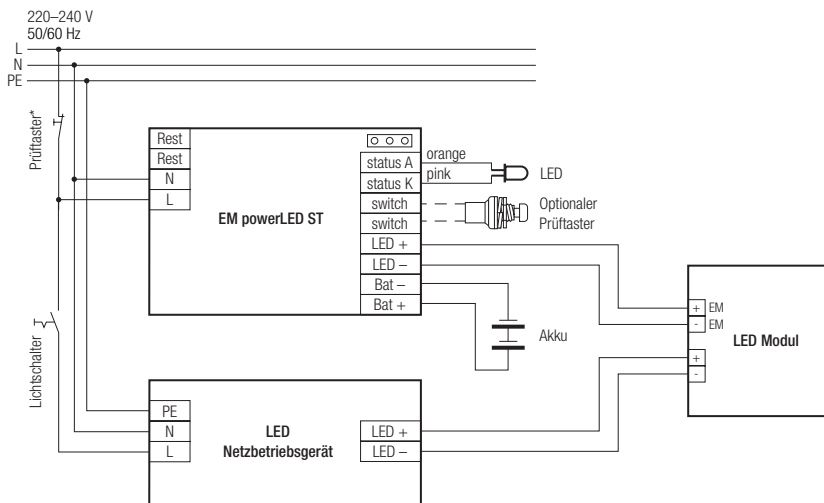 220–240 V
50/60 Hz
L
N
PE
Prüftaster*
Lichtschalter
Rest
Rest
N
L
EM powerLED ST
status A
status K
switch
switch
LED +
LED –
Bat –
Bat +
orange
pink
LED
Optionaler
Prüftaster
Akku
+ EM
- EM
+
-
LED Modul
PE
N
L
LED
Netzbetriebsgerät
LED +
LED –